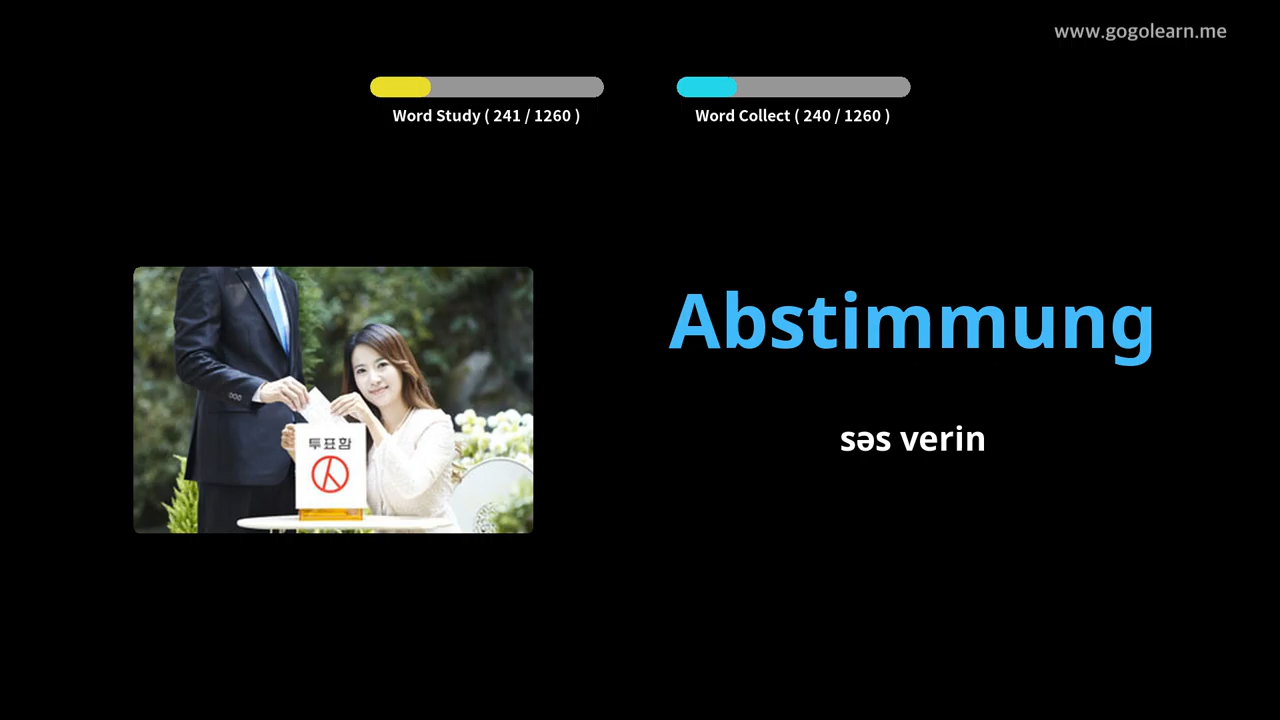 www.gogolearn.me
Word Study ( 241 / 1260 )
Word Collect ( 240 / 1260 )
Abstimmung
səs verin
투표함